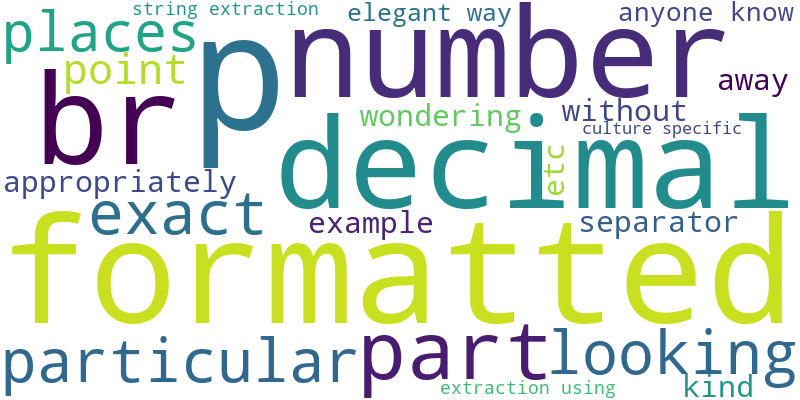 string extraction
elegant way
anyone know
places
p
number
point
br
away
wondering
without
culture specific
decimal
etc
appropriately
exact
example
separator
formatted
particular
part
looking
extraction using
kind